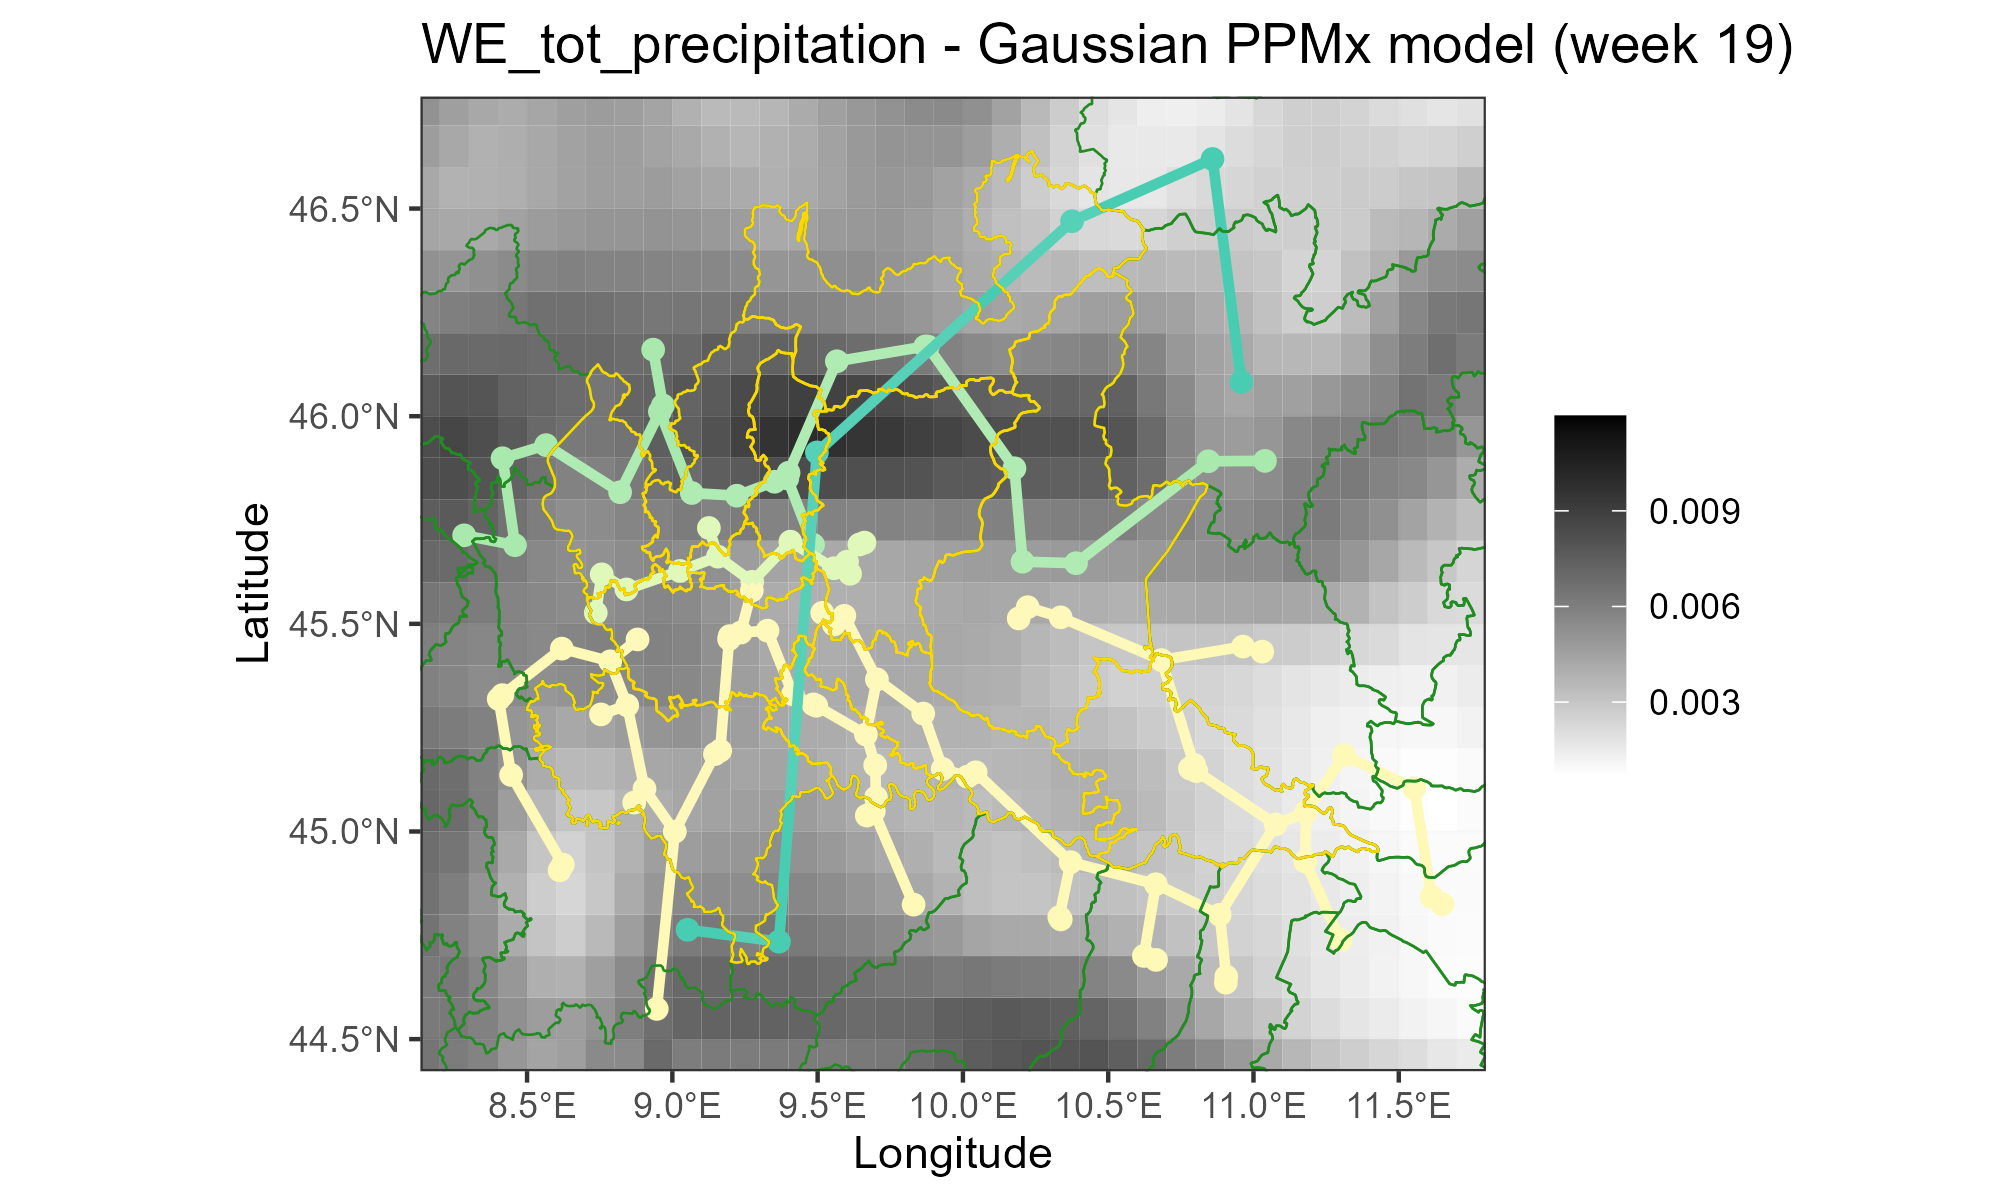 WE_tot_precipitation - Gaussian PPMx model (week 19)
46.5°N
46.0°N
45.5°N
45.0°N
44.5°N
Latitude
8.5°E 9.0°E 9.5°E 10.0°E 10.5°E 11.0°E 11.5°E
Longitude
0.009
0.006
0.003